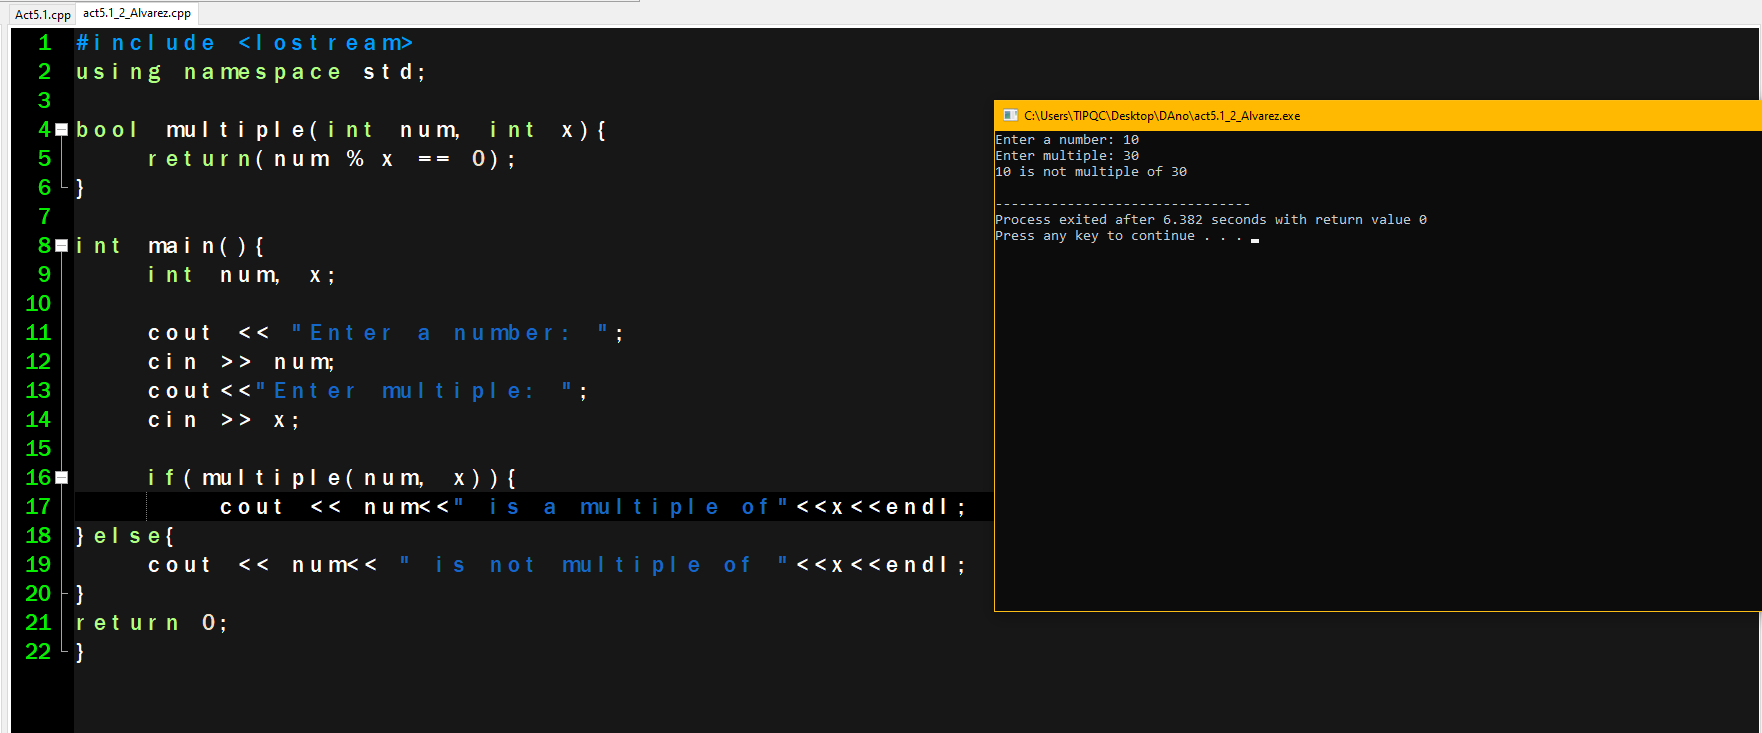 Act5.1.cpp act5.1_2_Alvarez.cpp
1 #include <Iostream>
2 using namespace std;
3
4 bool multiple(int num, int x){
5 return(num % x == 0);
6 }
7
8 int main(){
9 int num, x;
10
11 cout << "Enter a number: ";
12 cin >> num;
13 cout<<"Enter multiple: ";
14 cin >> x;
15
16 if(multiple(num, x)){
17 cout << num<<" is a multiple of"<<x<<endl;
18 }else{
19 cout << num<< " is not multiple of "<<x<<endl;
20 }
21 return 0;
22 }
C:\Users\TIPQC\Desktop\DAno\act5.1_2_Alvarez.exe
Enter a number: 10
Enter multiple: 30
10 is not multiple of 30
--------------------------------
Process exited after 6.382 seconds with return value 0
Press any key to continue . . .